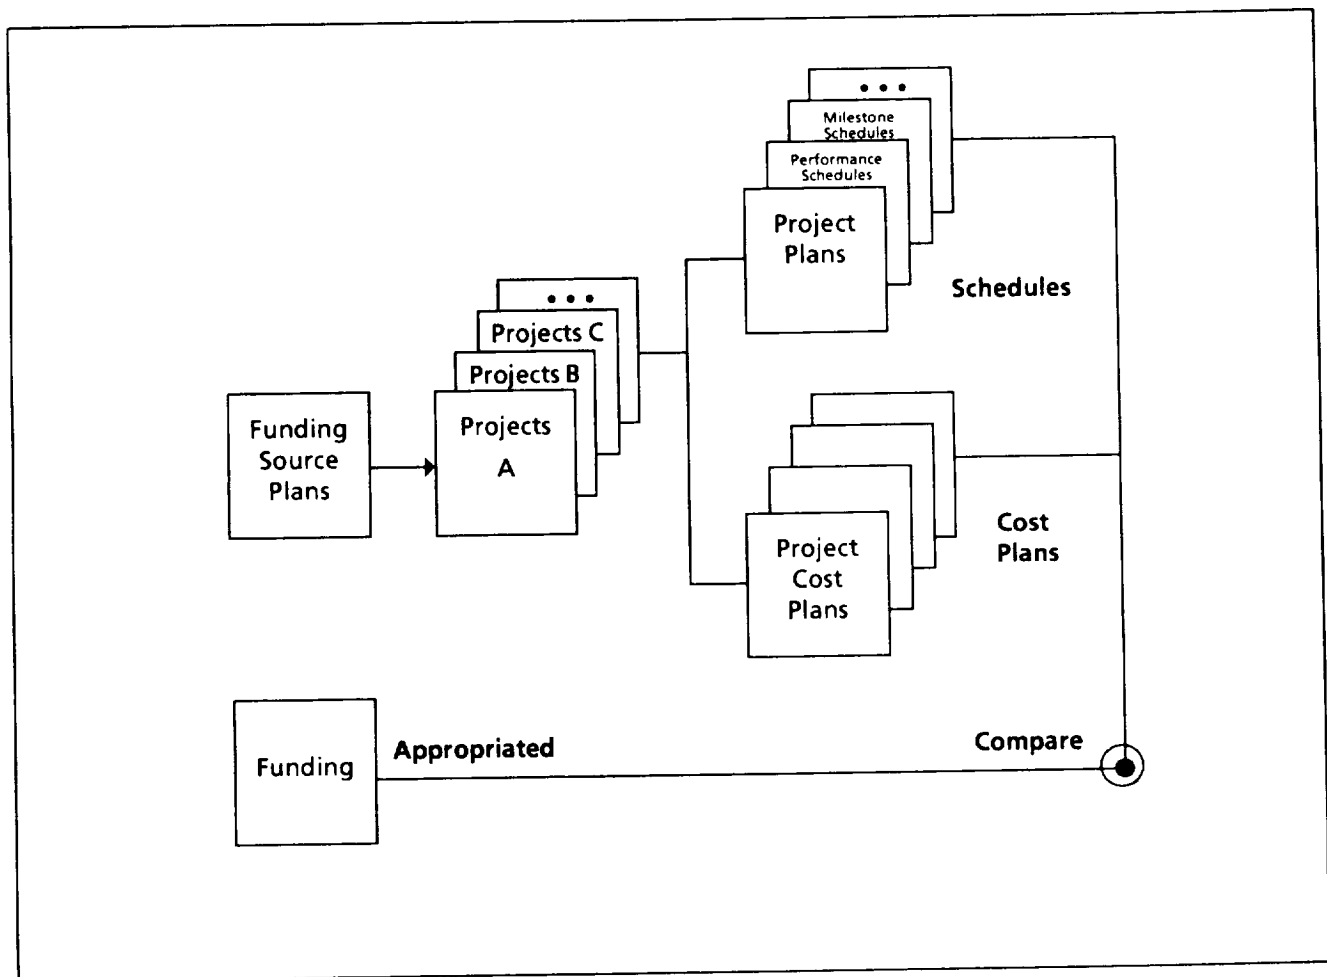 • • •
Milestone
Schedules
Performance
Schedules
Project
Plans
Schedules
• • •
Projects C
Projects B
Projects
A
Funding
Source
Plans
Cost
Plans
Project
Cost
Plans
Funding
Appropriated
Compare